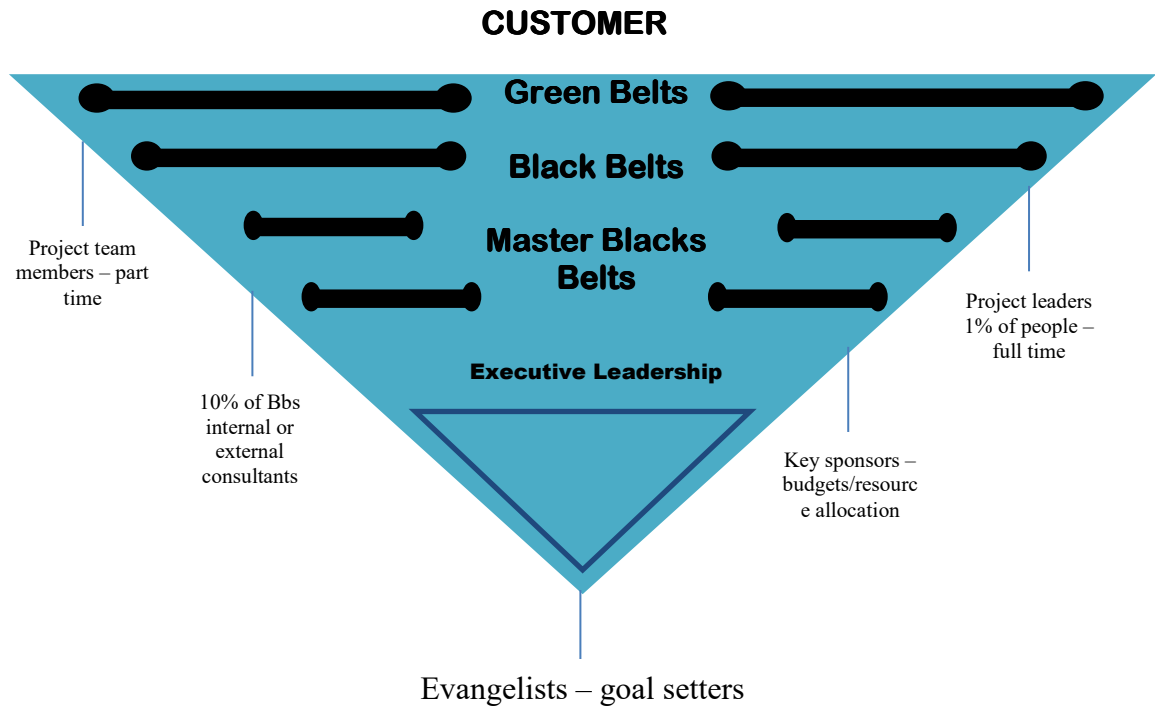 CUSTOMER
Green Belts
Black Belts
Master Blacks
Belts
Executive Leadership
Project team
members – part
time
10% of Bbs
internal or
external
consultants
Project leaders
1% of people –
full time
Key sponsors –
budgets/resourc
e allocation
Evangelists – goal setters